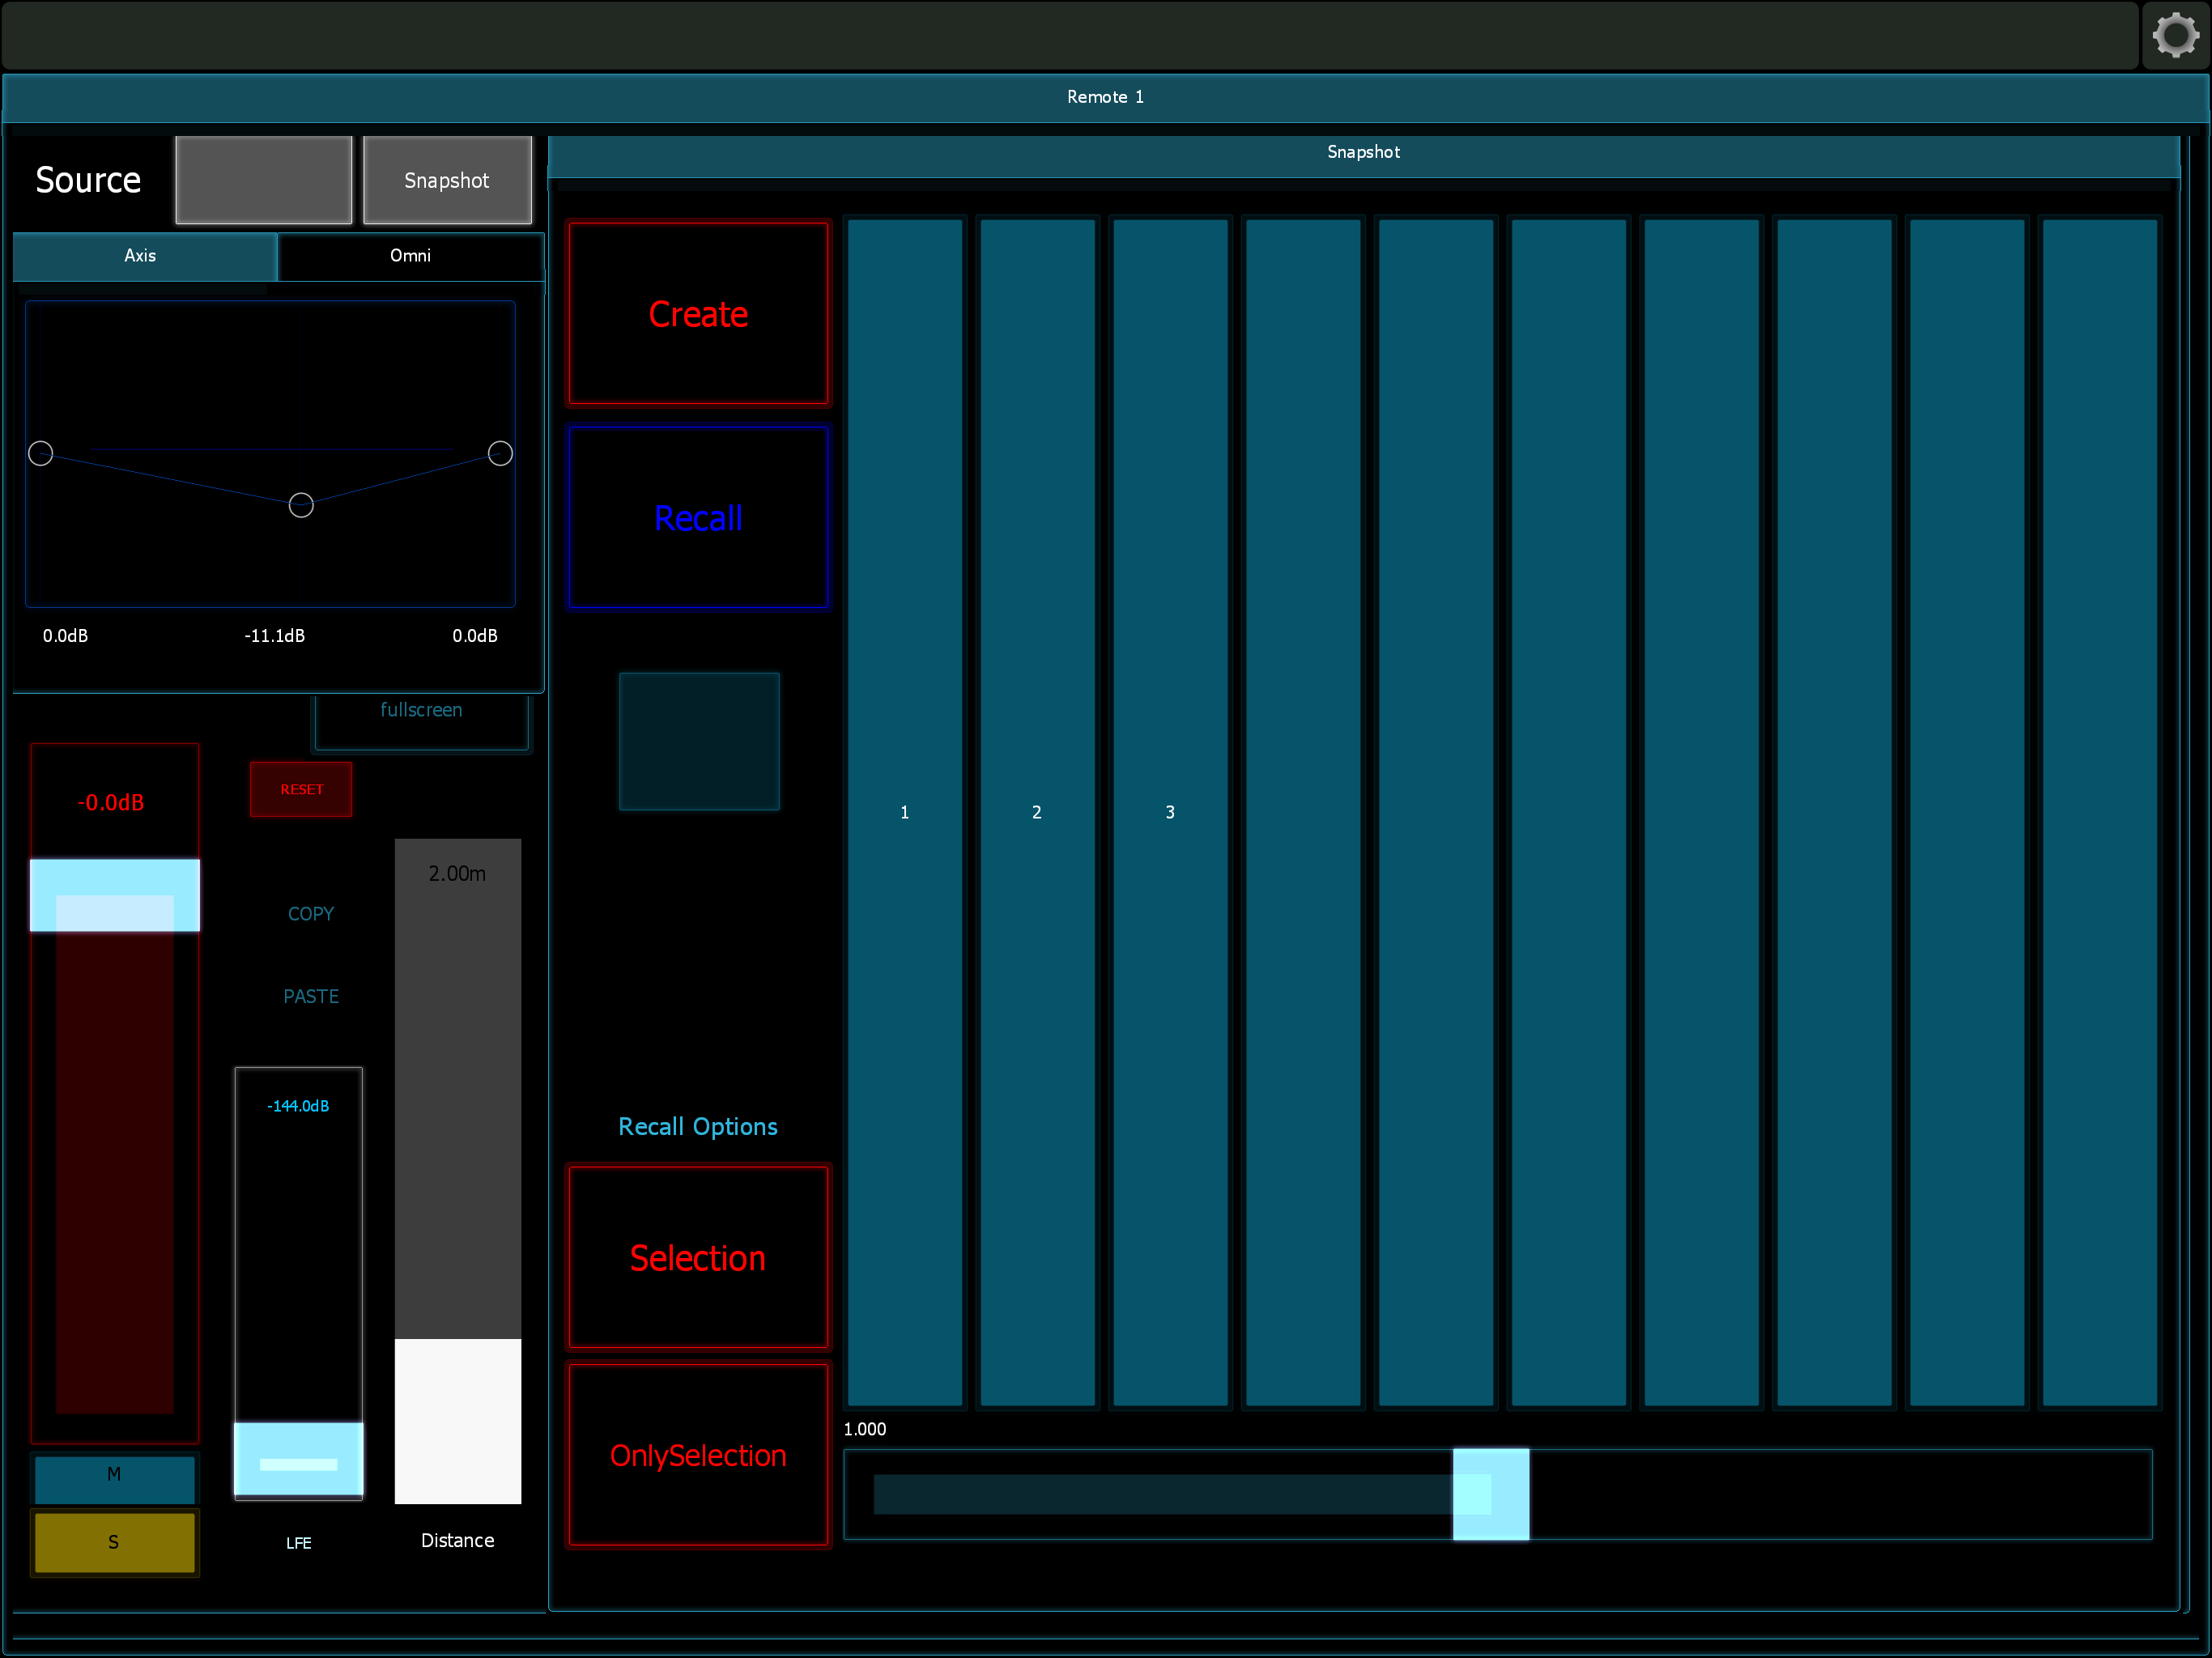 Remote 1
Source
Snapshot
Snapshot
Axis
Omni
0.0dB
-11.1dB
0.0dB
fullscreen
-0.0dB
RESET
2.00m
COPY
PASTE
-144.0dB
M
S
LFE
Distance
Create
Recall
1
2
3
Recall Options
Selection
OnlySelection
1.000